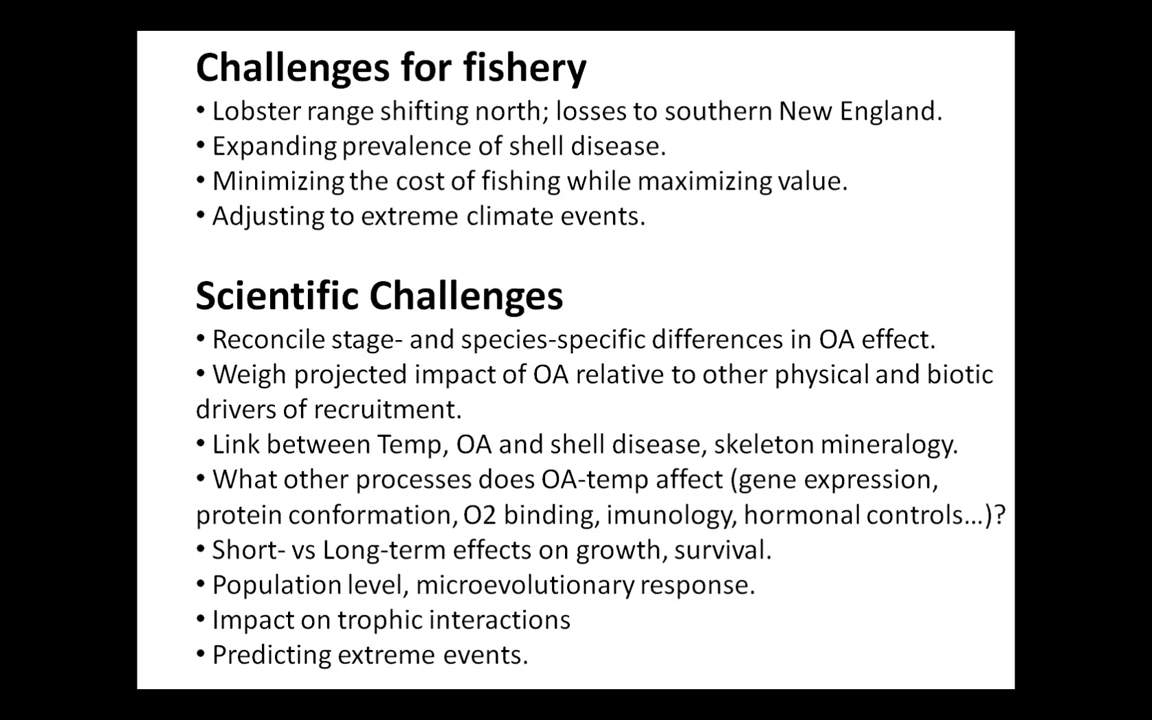 Challenges for fishery
• Lobster range shifting north; losses to southern New England.
• Expanding prevalence of shell disease.
• Minimizing the cost of fishing while maximizing value.
• Adjusting to extreme climate events.
Scientific Challenges
• Reconcile stage- and species-specific differences in OA effect.
• Weigh projected impact of OA relative to other physical and biotic
drivers of recruitment.
• Link between Temp, OA and shell disease, skeleton mineralogy.
• What other processes does OA-temp affect (gene expression,
protein conformation, O2 binding, imunology, hormonal controls...)?
• Short- vs Long-term effects on growth, survival.
• Population level, microevolutionary response.
• Impact on trophic interactions
• Predicting extreme events.